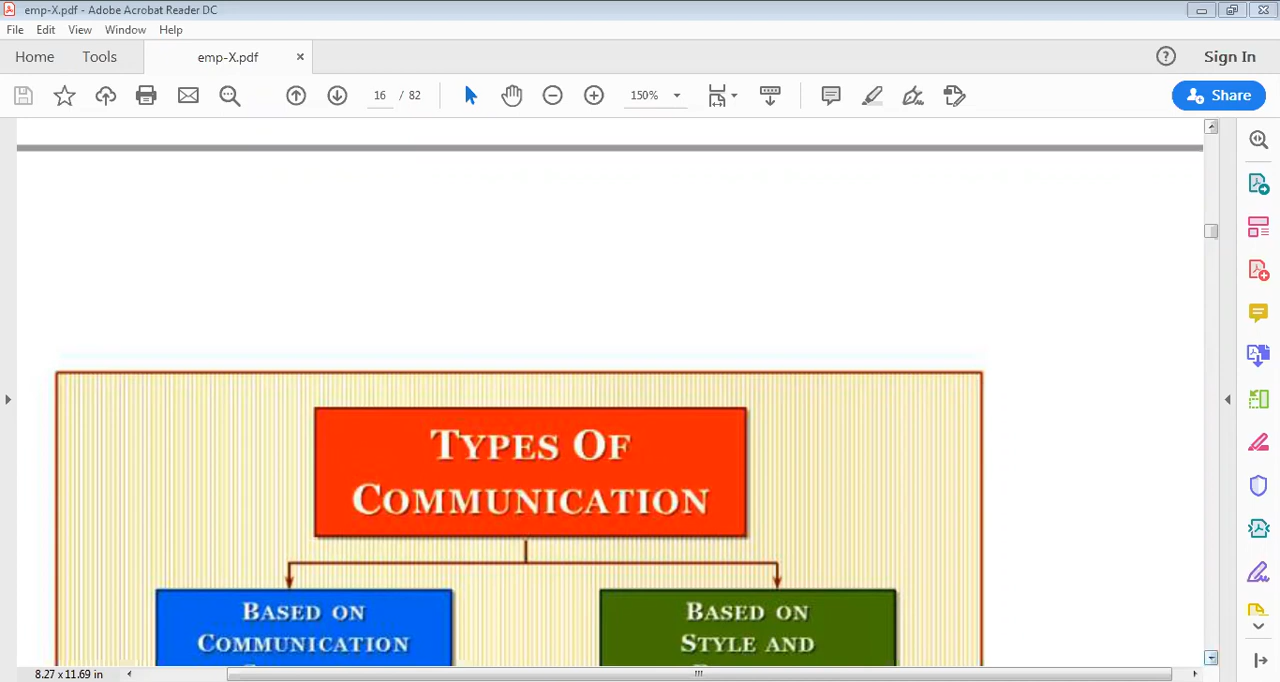 emp-X.pdf - Adobe Acrobat Reader DC
File Edit View Window Help
Home Tools emp-X.pdf Sign In
16 / 82 150% Share
TYPES OF
COMMUNICATION
BASED ON
COMMUNICATION
BASED ON
STYLE AND
8.27 x 11.69 in